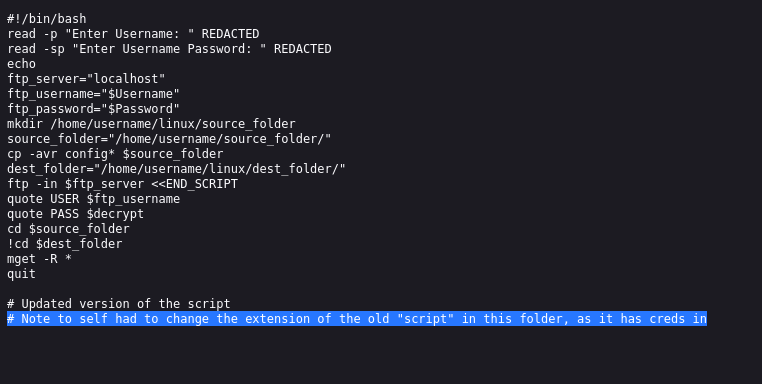 #!/bin/bash
read -p "Enter Username: " REDACTED
read -sp "Enter Username Password: " REDACTED
echo
ftp_server="localhost"
ftp_username="$Username"
ftp_password="$Password"
mkdir /home/username/linux/source_folder
source_folder="/home/username/source_folder/"
cp -avr config* $source_folder
dest_folder="/home/username/linux/dest_folder/"
ftp -in $ftp_server <<END_SCRIPT
quote USER $ftp_username
quote PASS $decrypt
cd $source_folder
!cd $dest_folder
mget -R *
quit
# Updated version of the script
# Note to self had to change the extension of the old "script" in this folder, as it has creds in